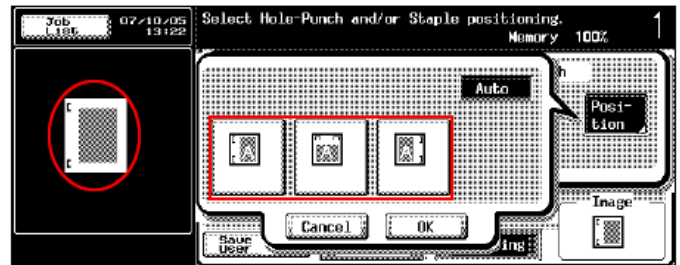 Job
List
07/10/05
13:22
Select Hole-Punch and/or Staple positioning.
Memory 100%
1
h
Auto
Posi-
tion
A
A
A
Image
Cancel
OK
Save
User
ing